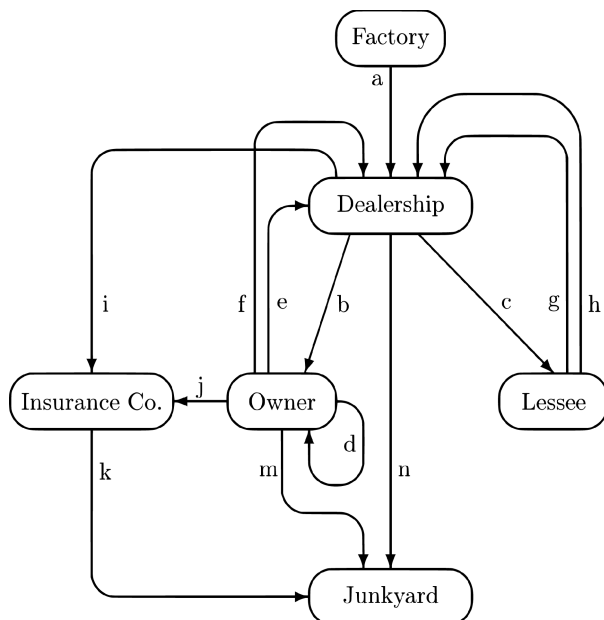 Factory
a
Dealership
i
f
e
b
c
g
h
Insurance Co.
j
Owner
Lessee
d
k
m
n
Junkyard